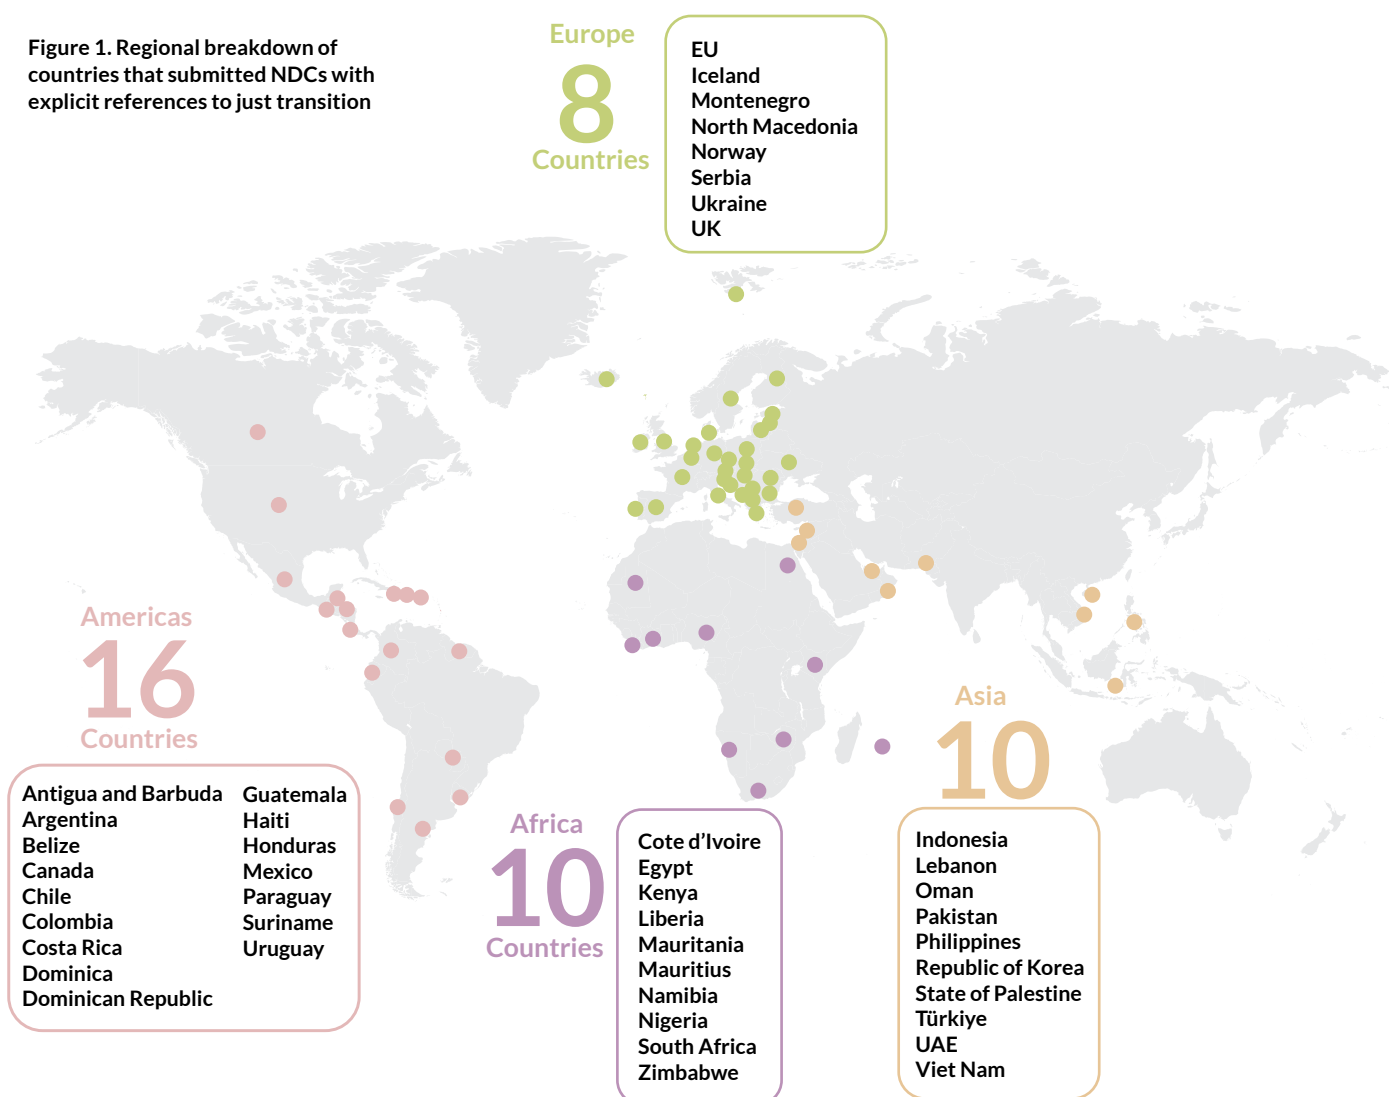 Figure 1. Regional breakdown of
countries that submitted NDCs with
explicit references to just transition
Europe
8
Countries
EU
Iceland
Montenegro
North Macedonia
Norway
Serbia
Ukraine
UK
Americas
16
Countries
Antigua and Barbuda
Argentina
Belize
Canada
Chile
Colombia
Costa Rica
Dominica
Dominican Republic
Guatemala
Haiti
Honduras
Mexico
Paraguay
Suriname
Uruguay
Africa
10
Countries
Cote d’Ivoire
Egypt
Kenya
Liberia
Mauritania
Mauritius
Namibia
Nigeria
South Africa
Zimbabwe
Asia
10
Indonesia
Lebanon
Oman
Pakistan
Philippines
Republic of Korea
State of Palestine
Türkiye
UAE
Viet Nam